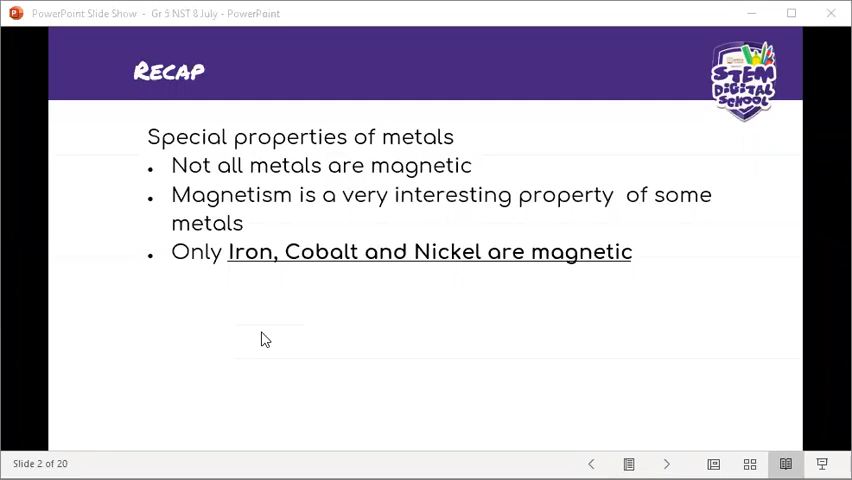 PowerPoint Slide Show - Gr 5 NST 8 July - PowerPoint
RECAP
STEM
DIGITAL
SCHOOL
Special properties of metals
• Not all metals are magnetic
• Magnetism is a very interesting property of some
metals
• Only Iron, Cobalt and Nickel are magnetic
Slide 2 of 20